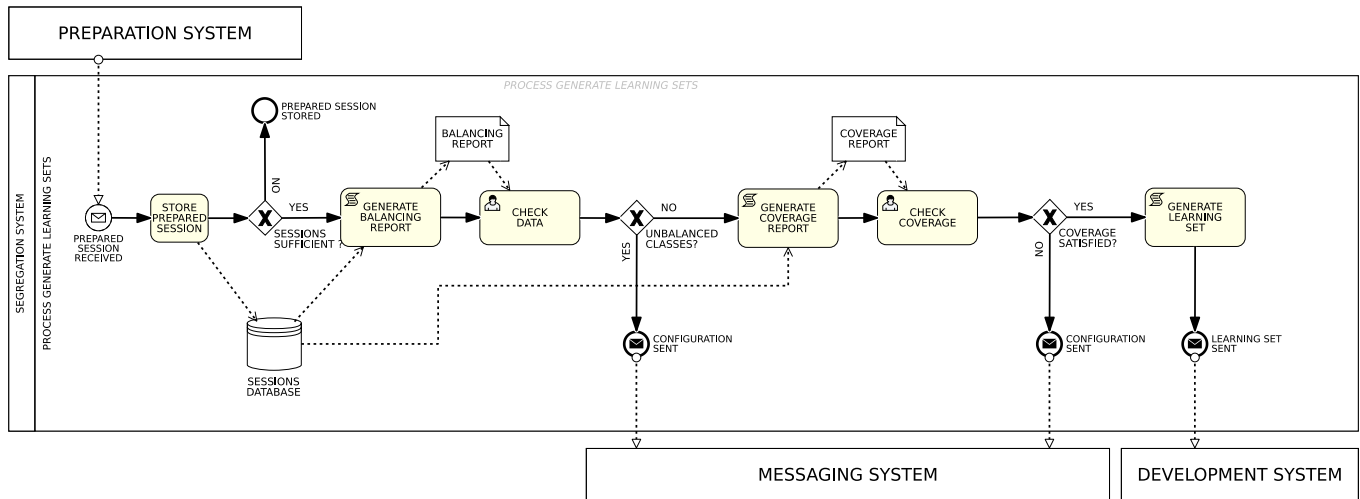 PREPARATION SYSTEM
PROCESS GENERATE LEARNING SETS
SEGREGATION SYSTEM
PROCESS GENERATE LEARNING SETS
PREPARED SESSION
STORED
BALANCING
REPORT
COVERAGE
REPORT
ON
STORE
PREPARED
SESSION
YES
SESSIONS
SUFFICIENT ?
GENERATE
BALANCING
REPORT
CHECK
DATA
NO
UNBALANCED
CLASSES?
YES
GENERATE
COVERAGE
REPORT
CHECK
COVERAGE
YES
COVERAGE
SATISFIED?
NO
GENERATE
LEARNING
SET
PREPARED
SESSION
RECEIVED
SESSIONS
DATABASE
CONFIGURATION
SENT
CONFIGURATION
SENT
LEARNING SET
SENT
MESSAGING SYSTEM
DEVELOPMENT SYSTEM